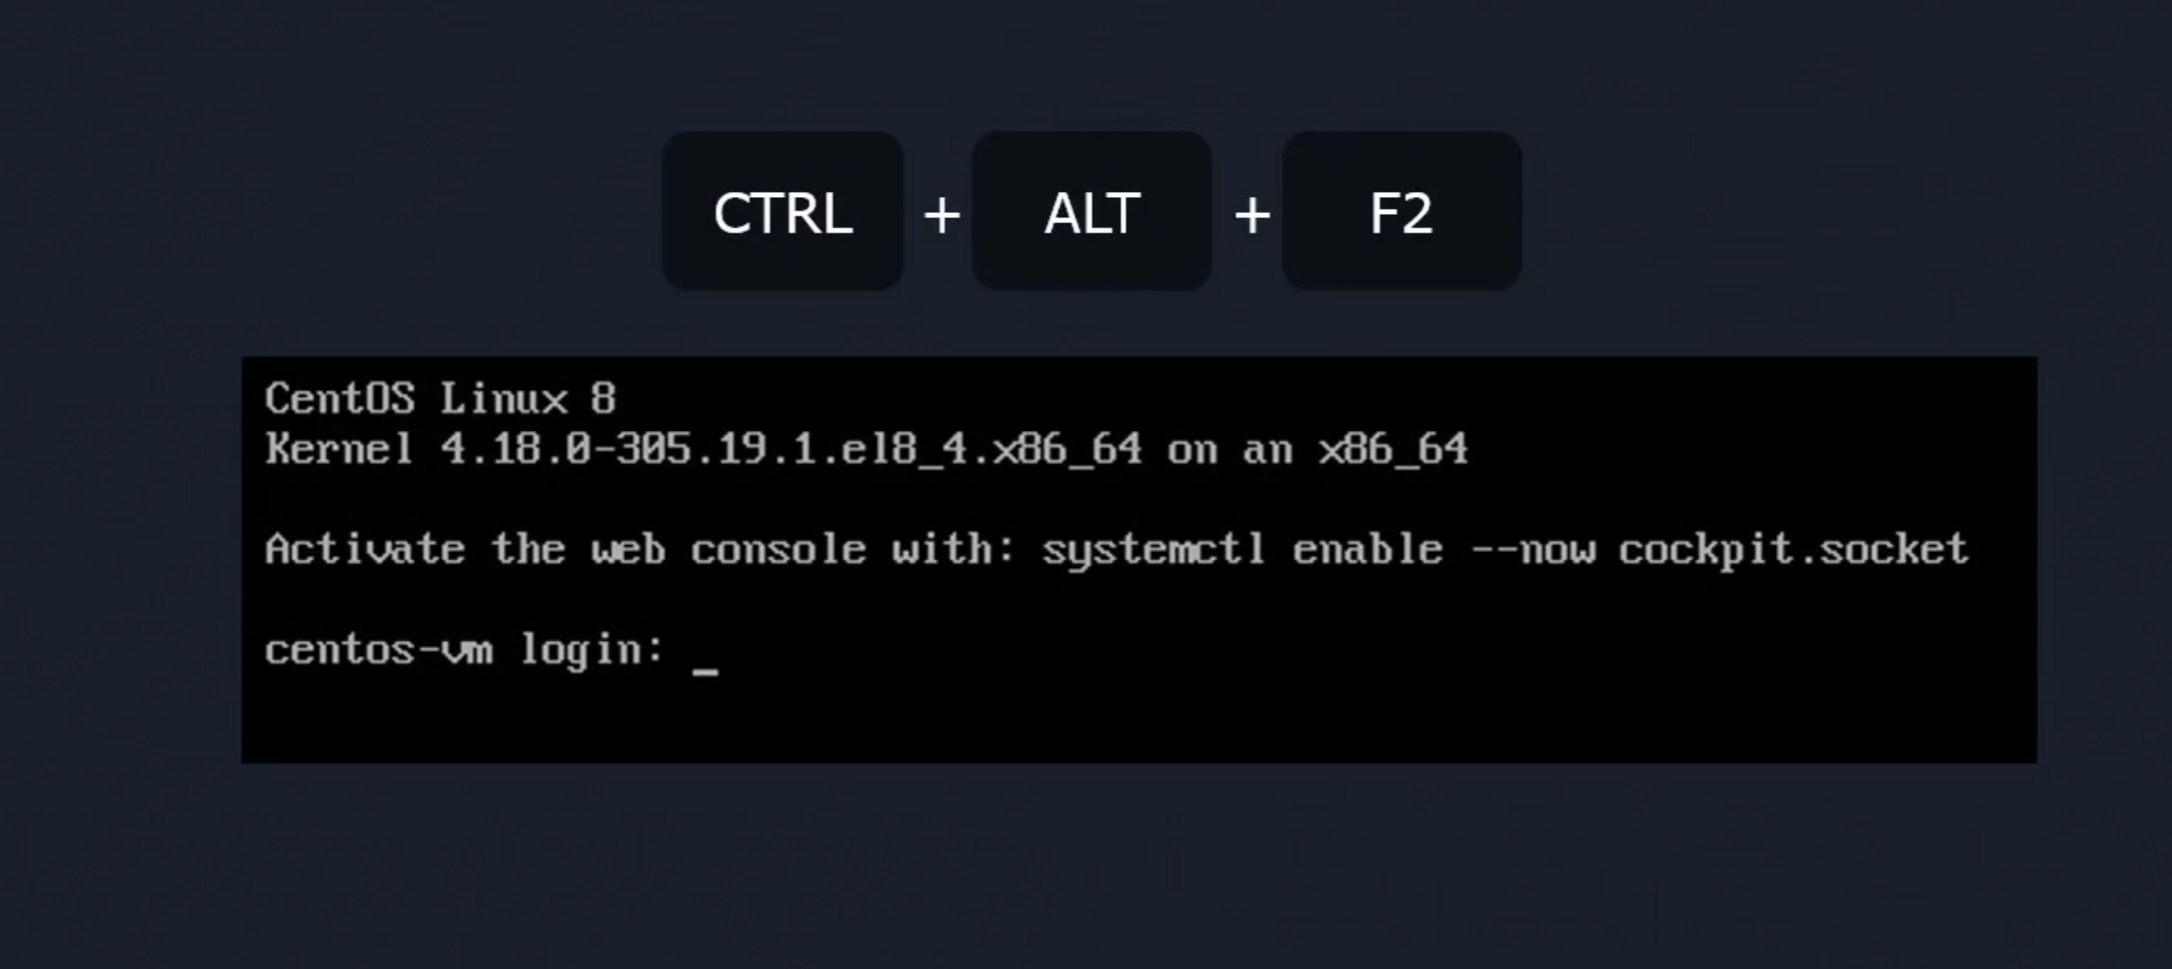 CTRL + ALT + F2
CentOS Linux 8
Kernel 4.18.0-305.19.1.el8_4.x86_64 on an x86_64
Activate the web console with: systemctl enable --now cockpit.socket
centos-vm login: _